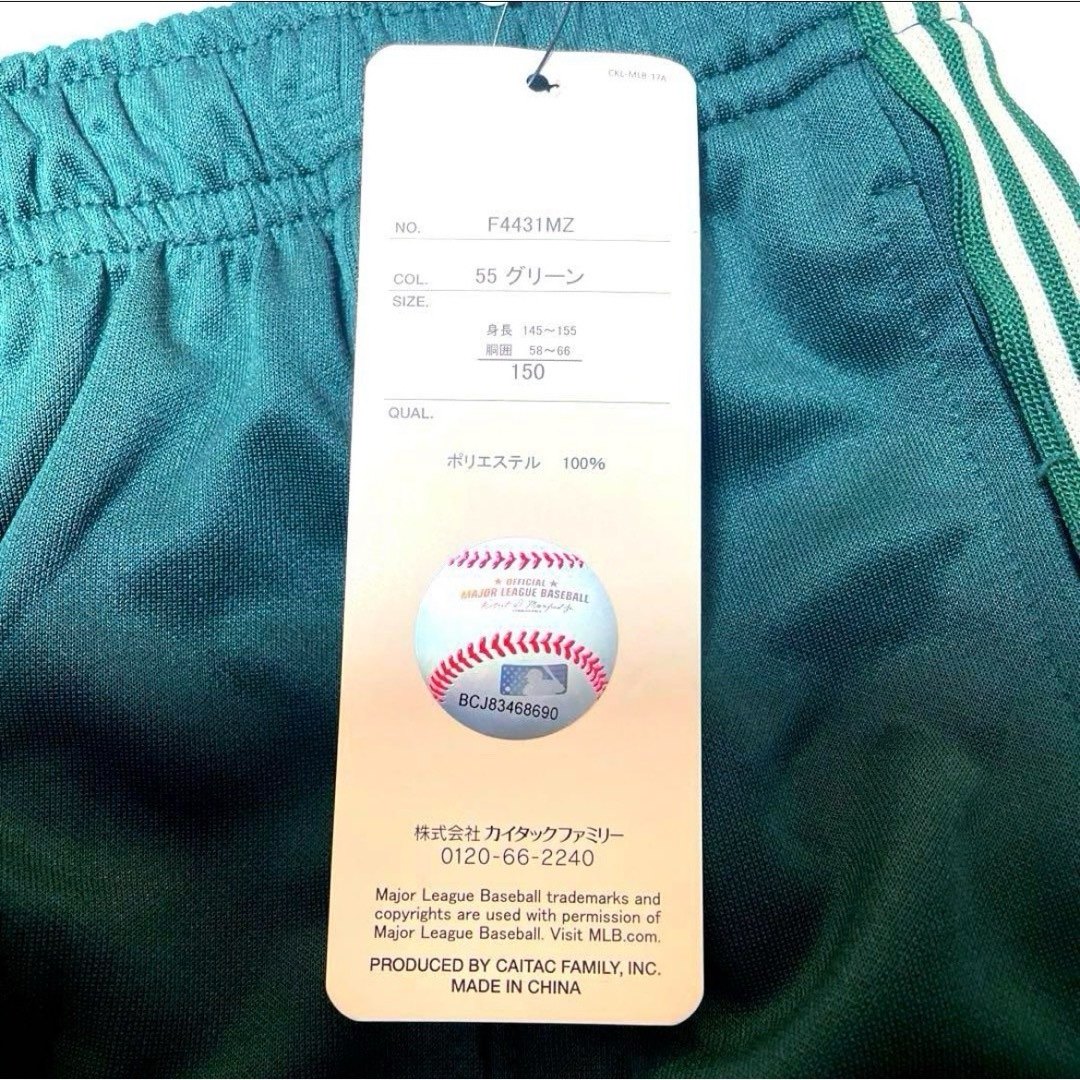 CKL-MLB-17A
NO. F4431MZ
COL. 55 グリーン
SIZE.
身長 145～155
胴囲 58～66
150
QUAL.
ポリエステル 100%
★ OFFICIAL ★
MAJOR LEAGUE BASEBALL
BCJ83468690
株式会社 カイタックファミリー
0120-66-2240
Major League Baseball trademarks and
copyrights are used with permission of
Major League Baseball. Visit MLB.com.
PRODUCED BY CAITAC FAMILY, INC.
MADE IN CHINA